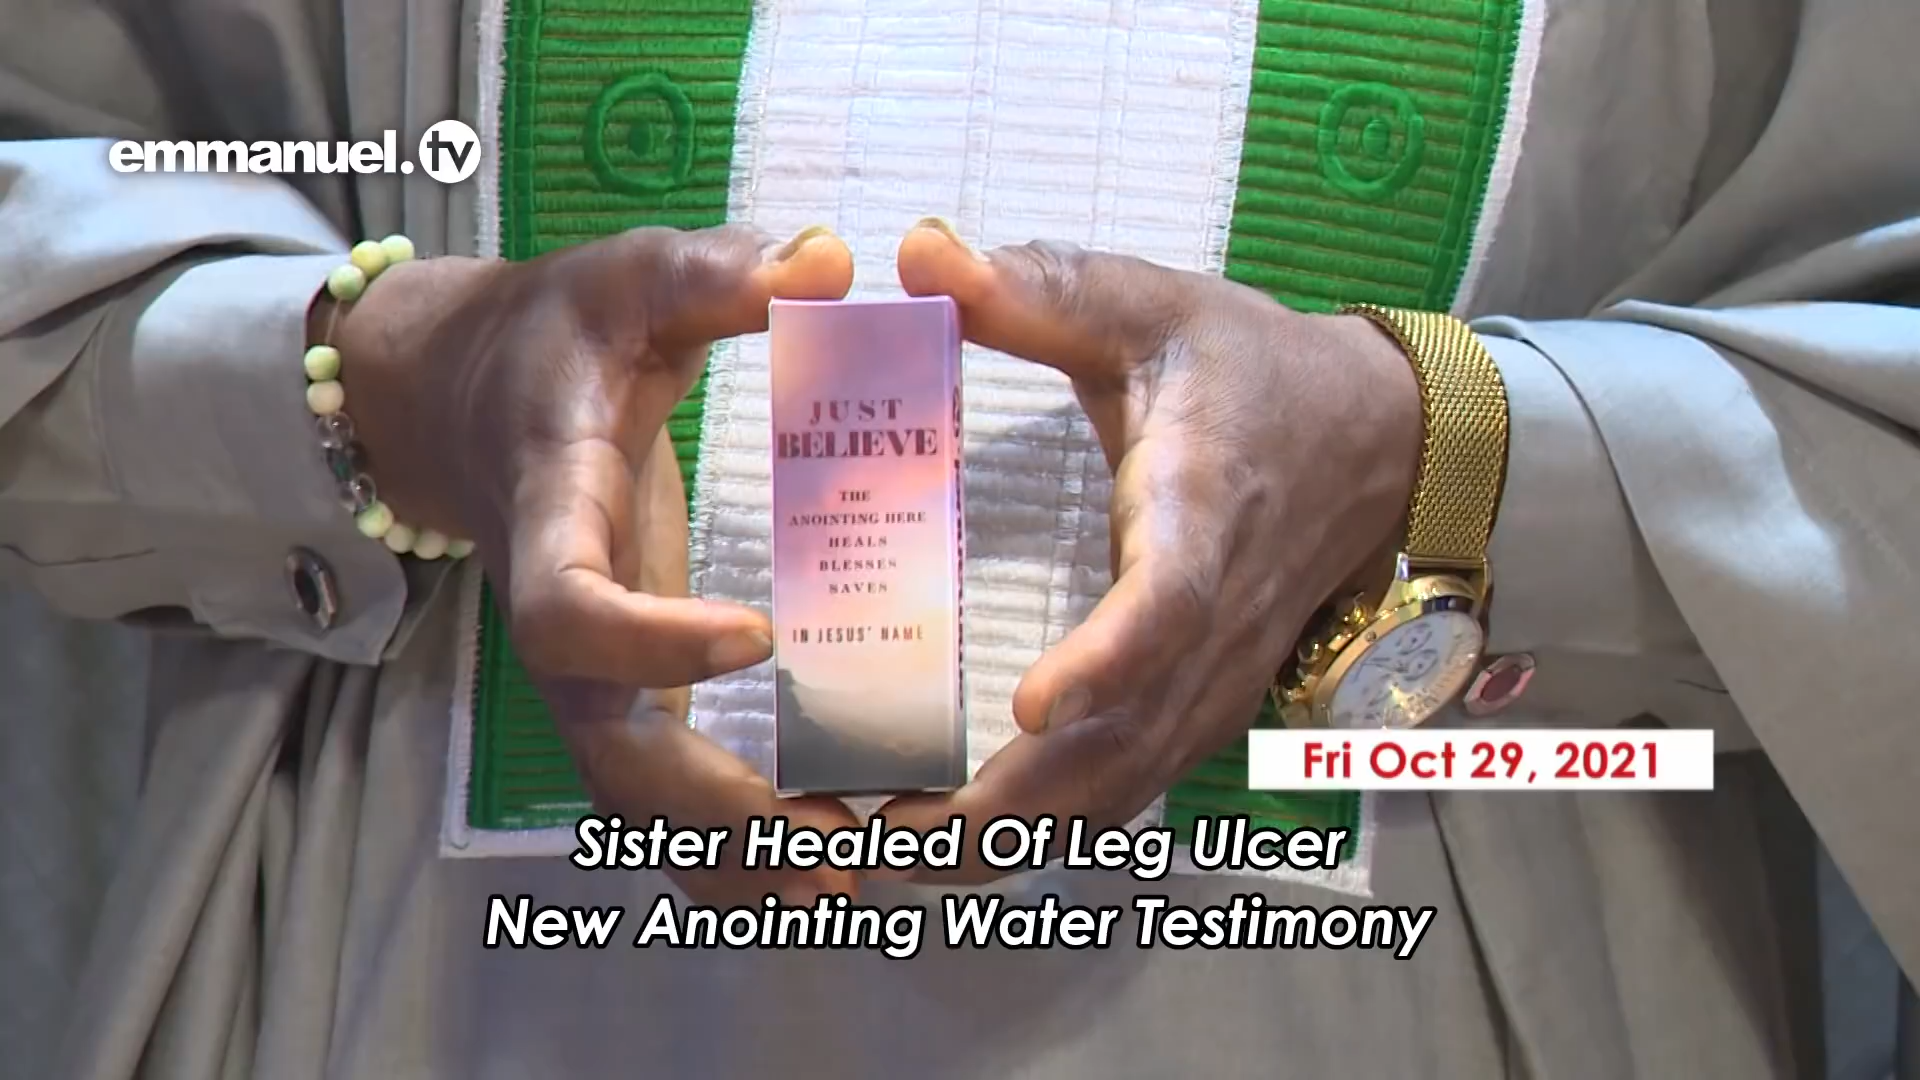 emmanuel.tv
JUST
BELIEVE
THE
ANOINTING HERE
HEALS
BLESSES
SAVES
IN JESUS' NAME
Fri Oct 29, 2021
Sister Healed Of Leg Ulcer
New Anointing Water Testimony